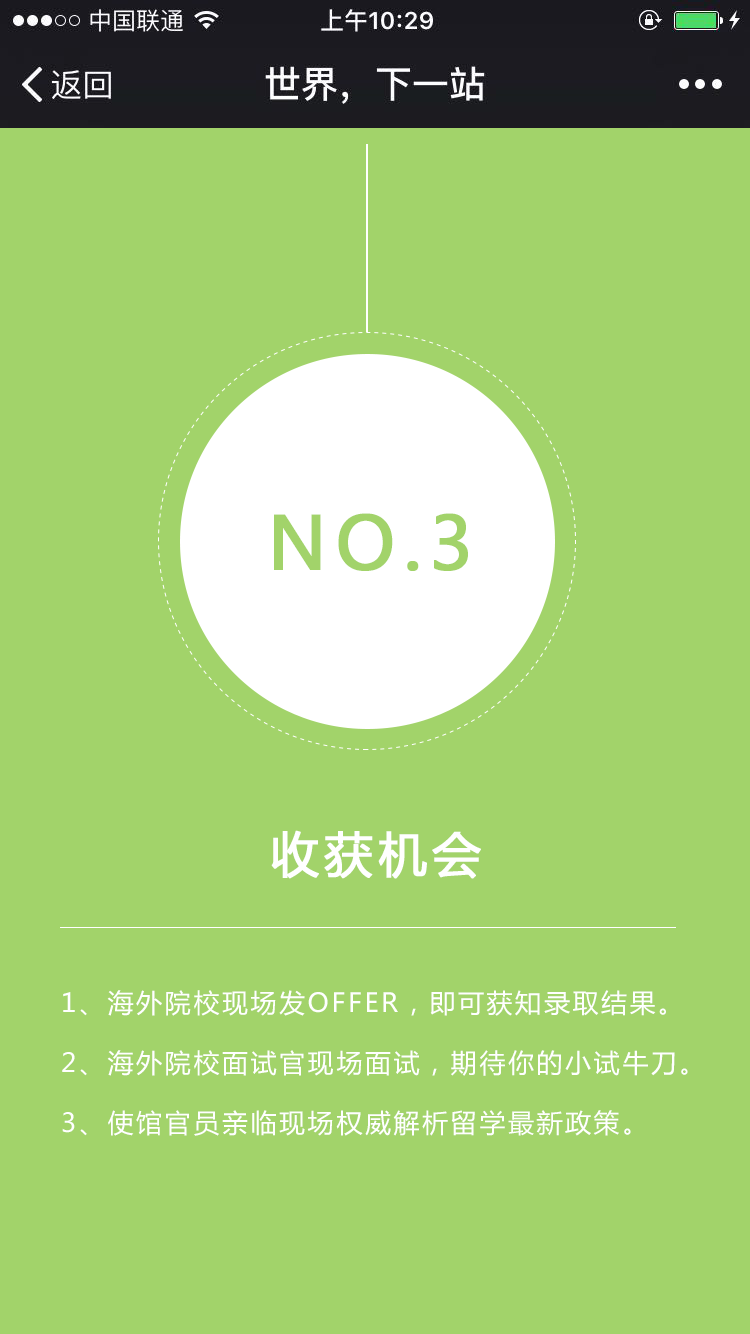 中国联通 上午10:29
返回 世界，下一站
NO.3
收获机会
1、海外院校现场发OFFER，即可获知录取结果。
2、海外院校面试官现场面试，期待你的小试牛刀。
3、使馆官员亲临现场权威解析留学最新政策。